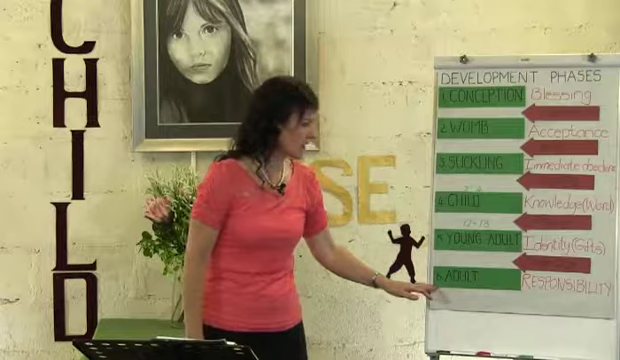 CHILD
SE
DEVELOPMENT PHASES
1. CONCEPTION Blessing
2. WOMB Acceptance
3. SUCKLING Immediate obedience
4. CHILD Knowledge (Word)
5. YOUNG ADULT Identity (Gifts)
6. ADULT RESPONSIBILITY